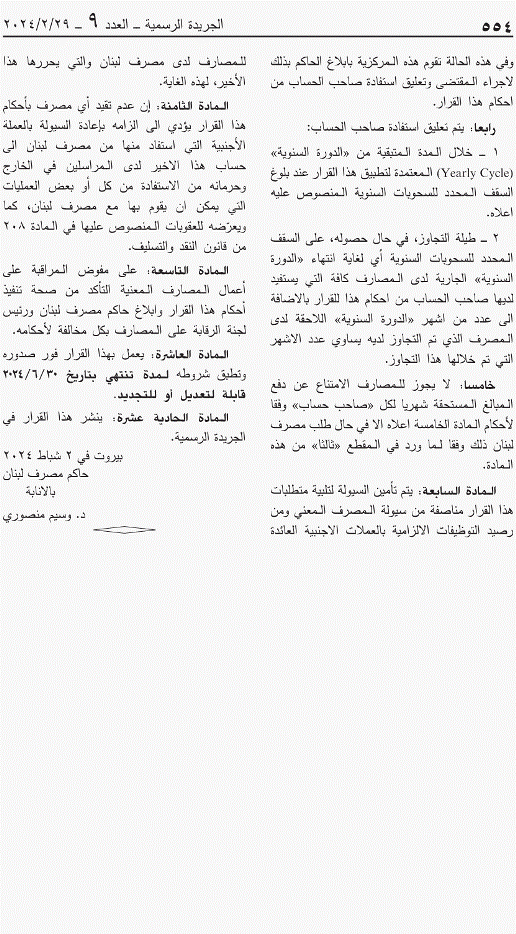 ٥٥٤
الجريدة الرسمية ــ العدد ٩ ــ ٢٠٢٤/٢/٢٩
وفي هذه الحالة تقوم هذه المركزية بابلاغ الحاكم بذلك
لاجراء المقتضى وتعليق استفادة صاحب الحساب من
احكام هذا القرار.
رابعا: يتم تعليق استفادة صاحب الحساب:
١ ــ خلال المدة المتبقية من «الدورة السنوية»
(Yearly Cycle) المعتمدة لتطبيق هذا القرار عند بلوغ
السقف المحدد للسحوبات السنوية المنصوص عليه
اعلاه.
٢ ــ طيلة التجاوز، في حال حصوله، على السقف
المحدد للسحوبات السنوية أي لغاية انتهاء «الدورة
السنوية» الجارية لدى المصارف كافة التي يستفيد
لديها صاحب الحساب من احكام هذا القرار بالاضافة
الى عدد من اشهر «الدورة السنوية» اللاحقة لدى
المصرف الذي تم التجاوز لديه يساوي عدد الاشهر
التي تم خلالها هذا التجاوز.
خامسا: لا يجوز للمصارف الامتناع عن دفع
المبالغ المستحقة شهريا لكل «صاحب حساب» وفقا
لأحكام المادة الخامسة اعلاه الا في حال طلب مصرف
لبنان ذلك وفقا لما ورد في المقطع «ثالثا» من هذه
المادة.
المادة السابعة: يتم تأمين السيولة لتلبية متطلبات
هذا القرار مناصفة من سيولة المصرف المعني ومن
رصيد التوظيفات الالزامية بالعملات الاجنبية العائدة
للمصارف لدى مصرف لبنان والتي يحررها هذا
الأخير، لهذه الغاية.
المادة الثامنة: إن عدم تقيد أي مصرف بأحكام
هذا القرار يؤدي الى الزامه بإعادة السيولة بالعملة
الأجنبية التي استفاد منها من مصرف لبنان الى
حساب هذا الاخير لدى المراسلين في الخارج
وحرمانه من الاستفادة من كل أو بعض العمليات
التي يمكن ان يقوم بها مع مصرف لبنان، كما
ويعرّضه للعقوبات المنصوص عليها في المادة ٢٠٨
من قانون النقد والتسليف.
المادة التاسعة: على مفوض المراقبة على
أعمال المصارف المعنية التأكد من صحة تنفيذ
أحكام هذا القرار وابلاغ حاكم مصرف لبنان ورئيس
لجنة الرقابة على المصارف بكل مخالفة لأحكامه.
المادة العاشرة: يعمل بهذا القرار فور صدوره
وتطبق شروطه لمدة تنتهي بتاريخ ٢٠٢٤/٦/٣٠
قابلة لتعديل أو للتجديد.
المادة الحادية عشرة: ينشر هذا القرار في
الجريدة الرسمية.
بيروت في ٢ شباط ٢٠٢٤
حاكم مصرف لبنان
بالانابة
د. وسيم منصوري